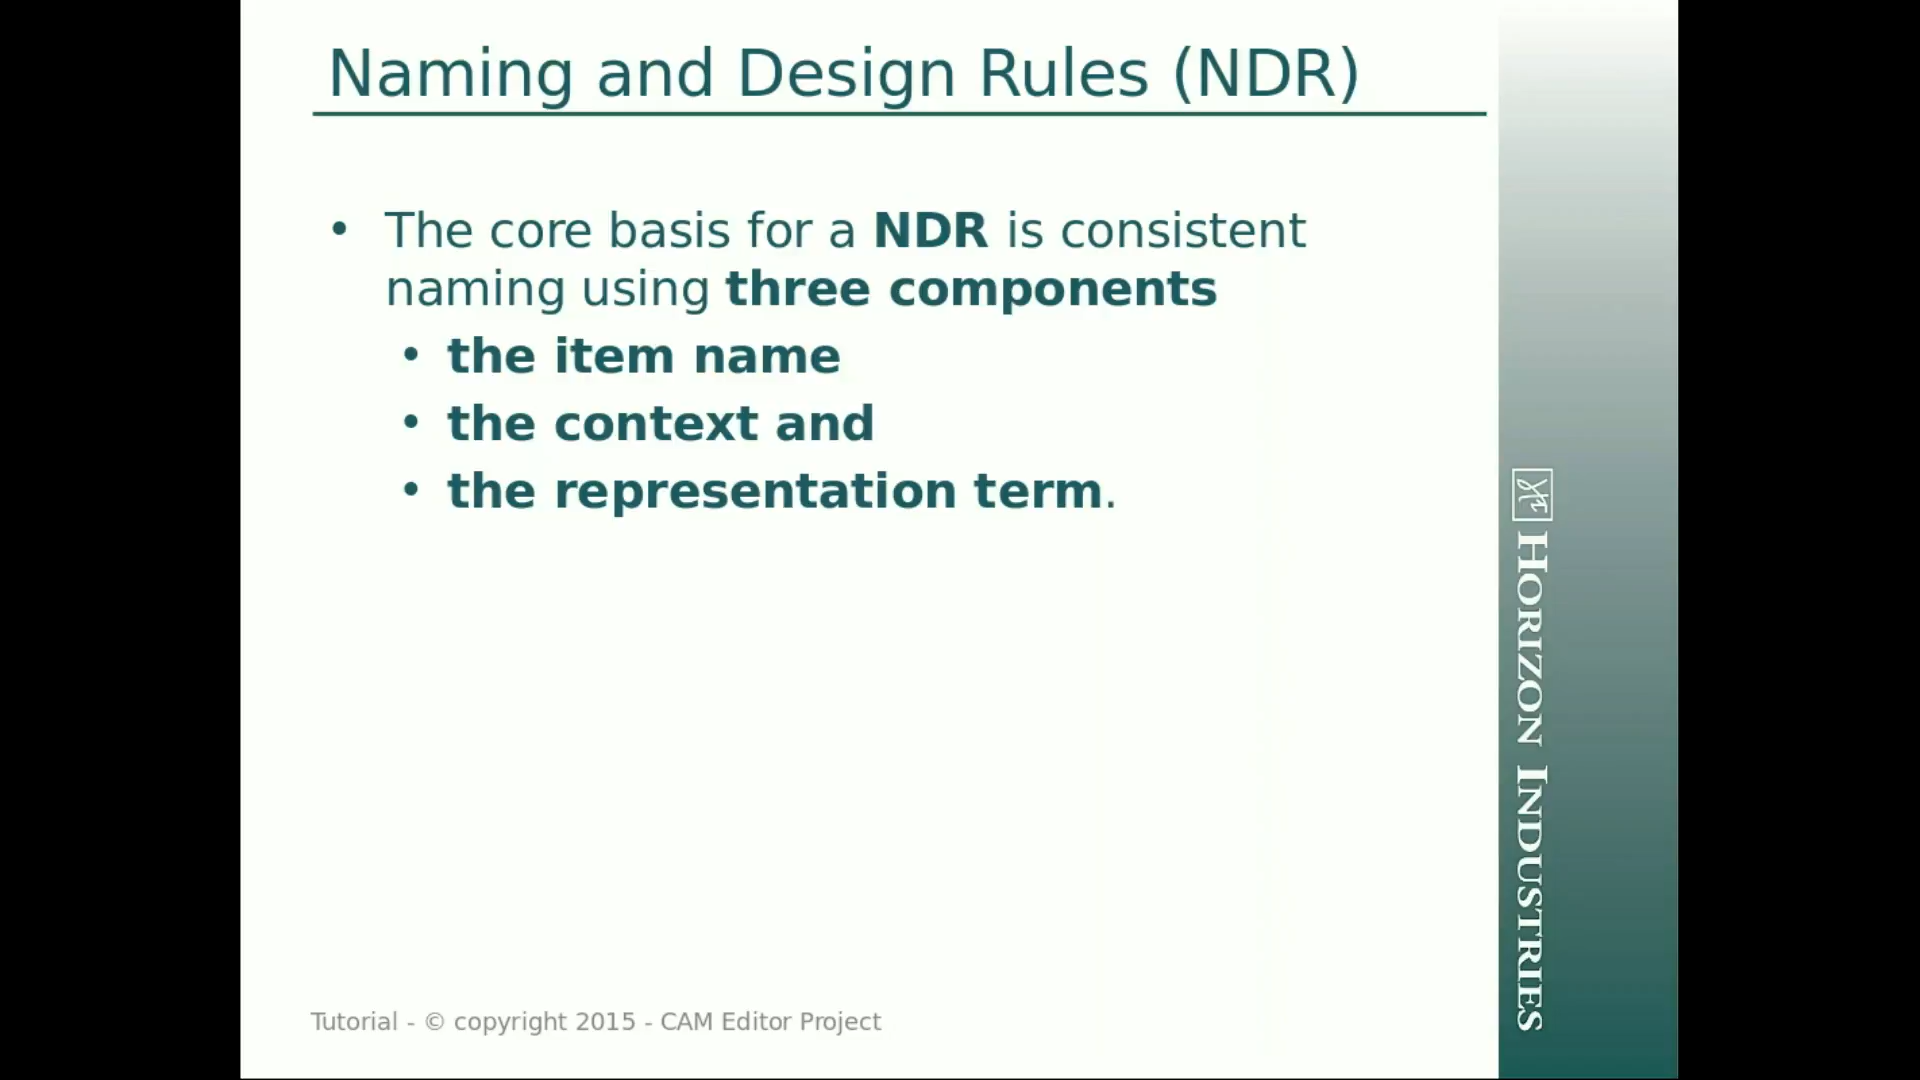 Naming and Design Rules (NDR)
• The core basis for a NDR is consistent
naming using three components
• the item name
• the context and
• the representation term.
HORIZON INDUSTRIES
Tutorial - © copyright 2015 - CAM Editor Project